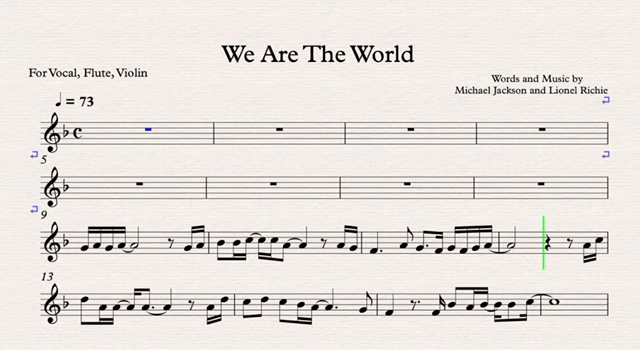 We Are The World
For Vocal, Flute, Violin
Words and Music by
Michael Jackson and Lionel Richie
♩ = 73
5
9
13